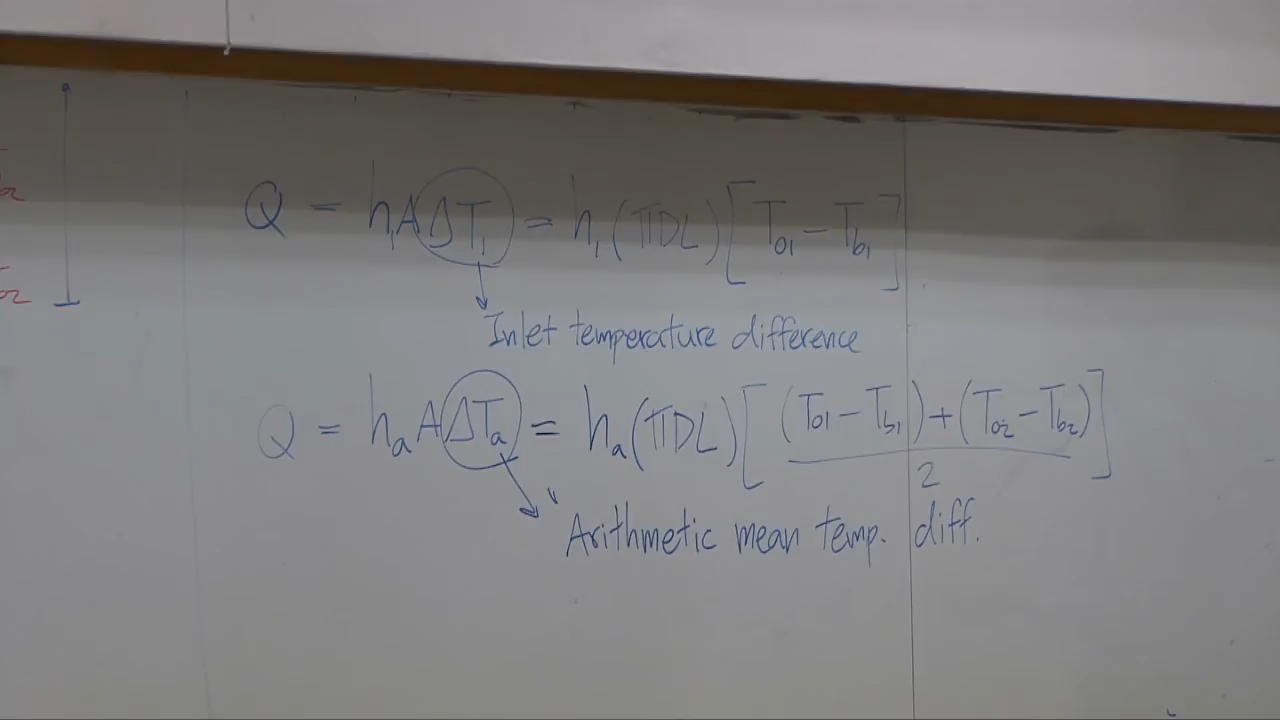 Q = h₁AΔT₁ = h₁(πDL)[T₀₁ − T_b₁]
Inlet temperature difference
Q = hₐAΔTₐ = hₐ(πDL)[(T₀₁ − T_b₁) + (T₀₂ − T_b₂) / 2]
"Arithmetic mean temp. diff.